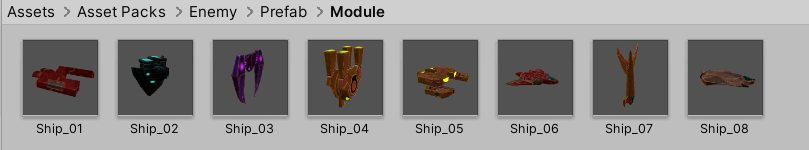 Assets > Asset Packs > Enemy > Prefab > Module
Ship_01 Ship_02 Ship_03 Ship_04 Ship_05 Ship_06 Ship_07 Ship_08